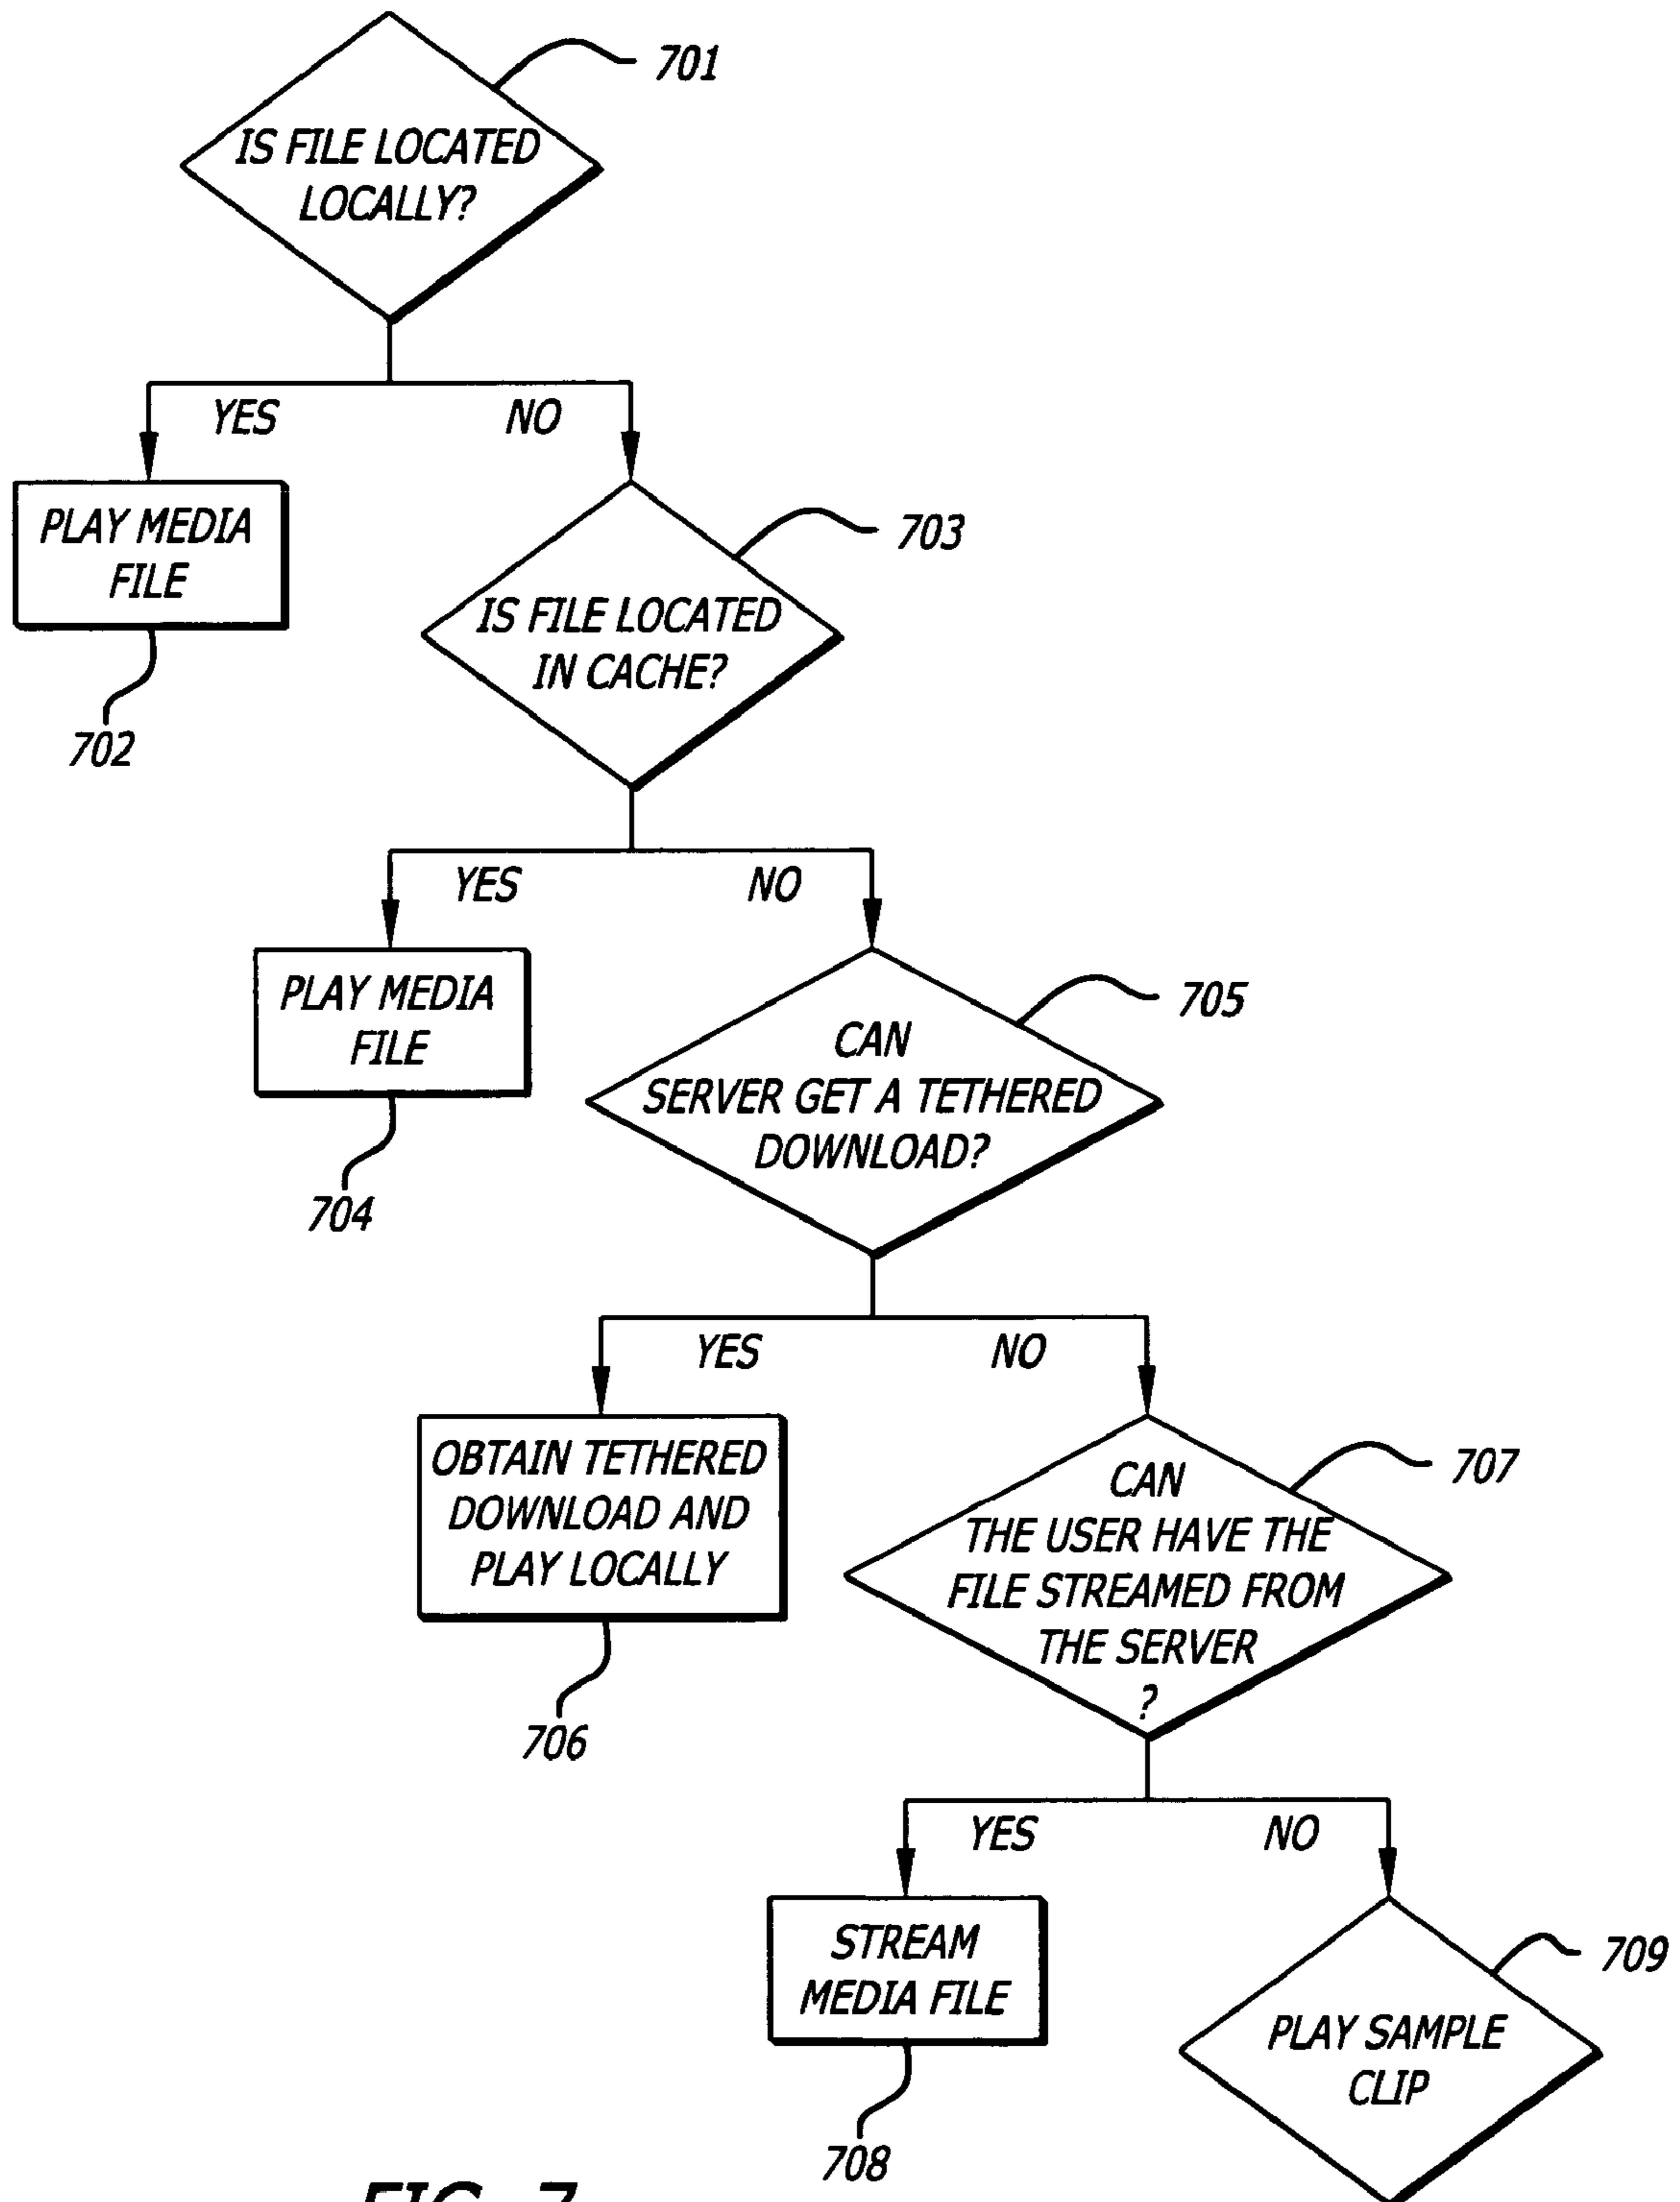 701
IS FILE LOCATED
LOCALLY?
YES
NO
PLAY MEDIA
FILE
702
703
IS FILE LOCATED
IN CACHE?
YES
NO
PLAY MEDIA
FILE
704
705
CAN
SERVER GET A TETHERED
DOWNLOAD?
YES
NO
OBTAIN TETHERED
DOWNLOAD AND
PLAY LOCALLY
706
707
CAN
THE USER HAVE THE
FILE STREAMED FROM
THE SERVER
?
YES
NO
STREAM
MEDIA FILE
708
709
PLAY SAMPLE
CLIP
FIG. 7